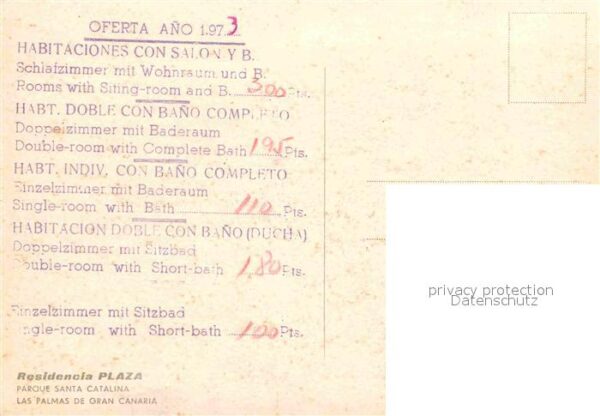 OFERTA AÑO 1.973
HABITACIONES CON SALON Y B.
Schlafzimmer mit Wohnraum und B.
Rooms with Siting-room and B. 300 Pts.
HABT. DOBLE CON BAÑO COMPLETO
Doppelzimmer mit Baderaum
Double-room with Complete Bath 195 Pts.
HABT. INDIV. CON BAÑO COMPLETO
Einzelzimmer mit Baderaum
Single-room with Bath 110 Pts.
HABITACION DOBLE CON BAÑO (DUCHA)
Doppelzimmer mit Sitzbad
Double-room with Short-bath 180 Pts.
Einzelzimmer mit Sitzbad
ingle-room with Short-bath 100 Pts.
Residencia PLAZA
PARQUE SANTA CATALINA
LAS PALMAS DE GRAN CANARIA
privacy protection
Datenschutz